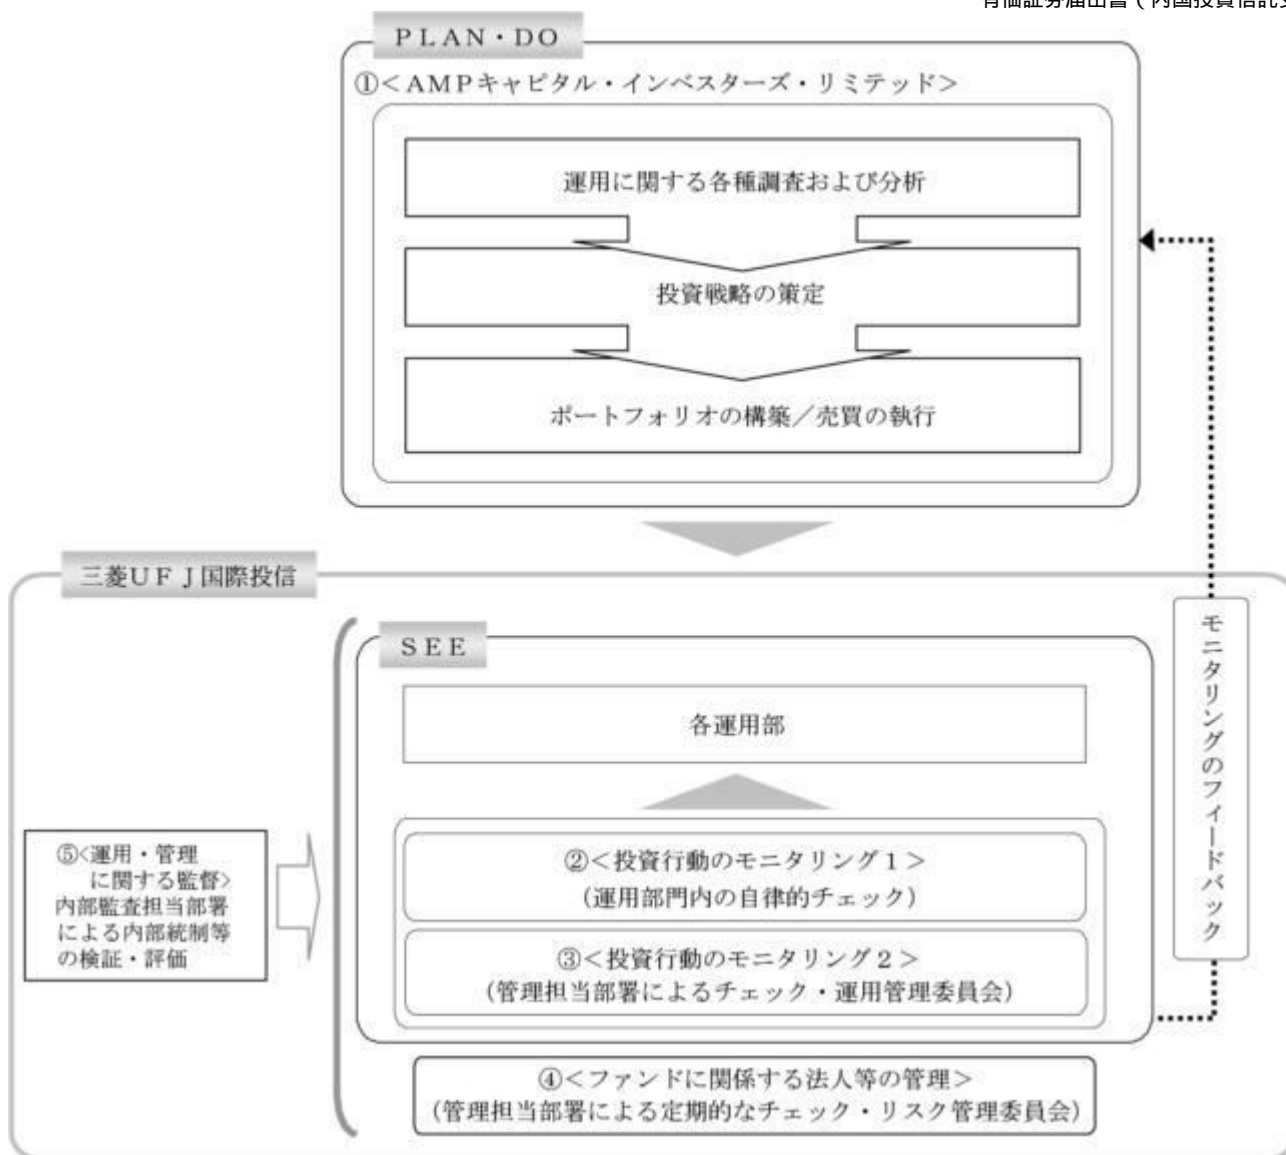 有価証券届出書（内国投資信託受
PLAN・DO
①＜AMPキャピタル・インベスターズ・リミテッド＞
運用に関する各種調査および分析
投資戦略の策定
ポートフォリオの構築／売買の執行
三菱UFJ国際投信
SEE
各運用部
②＜投資行動のモニタリング1＞
（運用部門内の自律的チェック）
③＜投資行動のモニタリング2＞
（管理担当部署によるチェック・運用管理委員会）
④＜ファンドに関係する法人等の管理＞
（管理担当部署による定期的なチェック・リスク管理委員会）
⑤＜運用・管理
に関する監督＞
内部監査担当部署
による内部統制等
の検証・評価
モニタリングのフィードバック